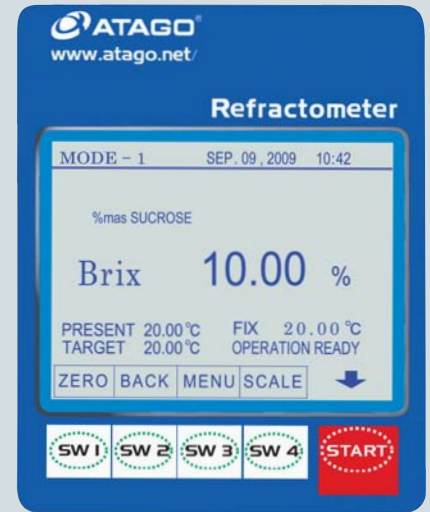 ATAGO®
www.atago.net/
Refractometer
MODE - 1 SEP. 09 , 2009 10:42
%mas SUCROSE
Brix 10.00 %
PRESENT 20.00°C FIX 20.00°C
TARGET 20.00°C OPERATION READY
ZERO BACK MENU SCALE
SW 1 SW 2 SW 3 SW 4 START